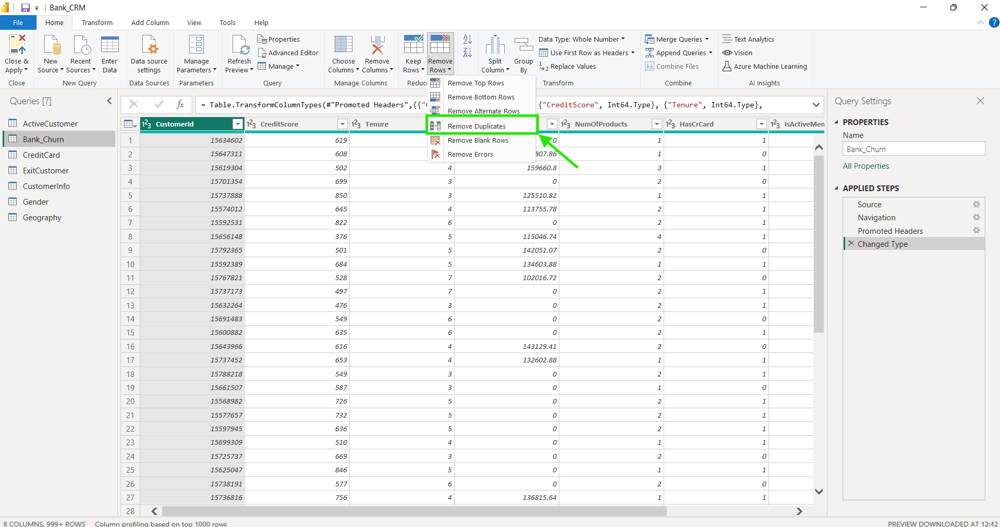 Bank_CRM
File Home Transform Add Column View Tools Help
Close & Apply
Close
New Source
Recent Sources
Enter Data
New Query
Data source settings
Data Sources
Manage Parameters
Parameters
Refresh Preview
Properties
Advanced Editor
Manage
Query
Choose Columns
Remove Columns
Manage Columns
Keep Rows
Remove Rows
Reduc
Split Column
Group By
Data Type: Whole Number
Use First Row as Headers
Replace Values
Transform
Merge Queries
Append Queries
Combine Files
Combine
Text Analytics
Vision
Azure Machine Learning
AI Insights
Remove Top Rows
Remove Bottom Rows
Remove Alternate Rows
Remove Duplicates
Remove Blank Rows
Remove Errors
Queries [7]
ActiveCustomer
Bank_Churn
CreditCard
ExitCustomer
CustomerInfo
Gender
Geography
fx = Table.TransformColumnTypes(#"Promoted Headers",{{"C {"CreditScore", Int64.Type}, {"Tenure", Int64.Type},
CustomerId CreditScore Tenure NumOfProducts HasCrCard IsActiveMem
1 15634602 619 0 1 1
2 15647311 608 807.86 1 0
3 15619304 502 4 159660.8 3 1
4 15701354 699 3 0 2 0
5 15737888 850 3 125510.82 1 1
6 15574012 645 4 113755.78 2 1
7 15592531 822 6 0 2 1
8 15656148 376 5 115046.74 4 1
9 15792365 501 5 142051.07 2 0
10 15592389 684 5 134603.88 1 1
11 15767821 528 7 102016.72 2 0
12 15737173 497 7 0 2 1
13 15632264 476 3 0 2 1
14 15691483 549 6 0 2 0
15 15600882 635 6 0 2 1
16 15643966 616 4 143129.41 2 0
17 15737452 653 4 132602.88 1 1
18 15788218 549 3 0 2 1
19 15661507 587 3 0 1 0
20 15568982 726 5 0 2 1
21 15577657 732 5 0 2 1
22 15597945 636 5 0 2 1
23 15699309 510 4 0 1 1
24 15725737 669 3 0 2 0
25 15625047 846 5 0 1 1
26 15738191 577 6 0 2 0
27 15736816 756 4 136815.64 1 1
28
Query Settings
PROPERTIES
Name
Bank_Churn
All Properties
APPLIED STEPS
Source
Navigation
Promoted Headers
Changed Type
8 COLUMNS, 999+ ROWS Column profiling based on top 1000 rows PREVIEW DOWNLOADED AT 12:42